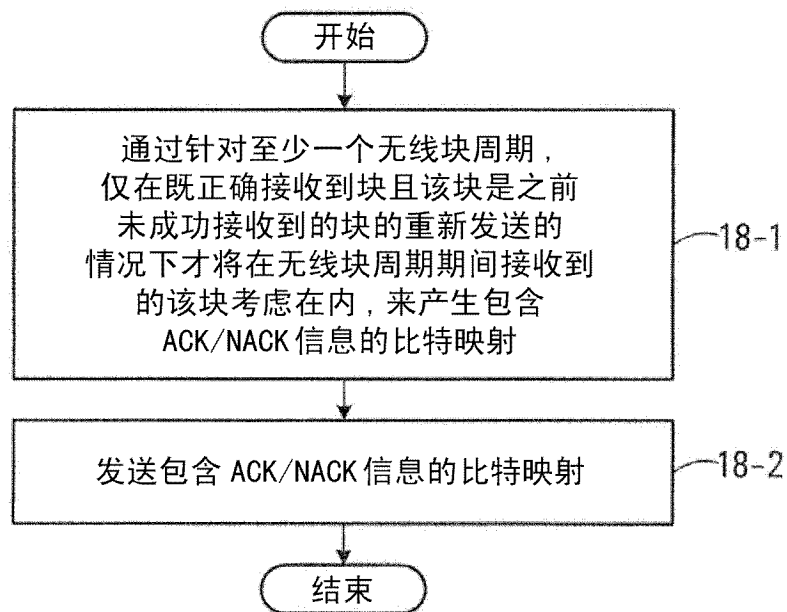 开始
通过针对至少一个无线块周期，
仅在既正确接收到块且该块是之前
未成功接收到的块的重新发送的
情况下才将在无线块周期期间接收到
的该块考虑在内，来产生包含
ACK/NACK信息的比特映射
18-1
发送包含 ACK/NACK信息的比特映射
18-2
结束